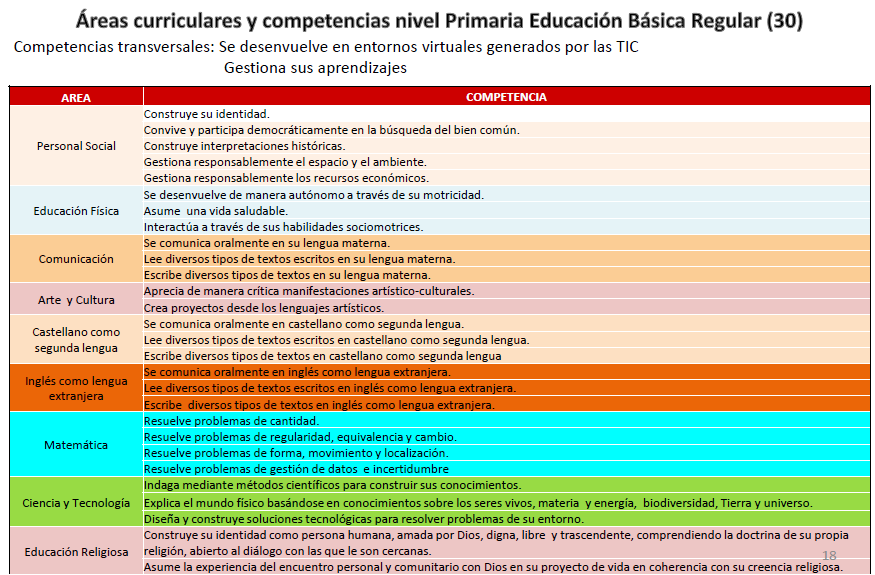 Áreas curriculares y competencias nivel Primaria Educación Básica Regular (30)
Competencias transversales: Se desenvuelve en entornos virtuales generados por las TIC
Gestiona sus aprendizajes
AREA
COMPETENCIA
Personal Social
Construye su identidad.
Convive y participa democráticamente en la búsqueda del bien común.
Construye interpretaciones históricas.
Gestiona responsablemente el espacio y el ambiente.
Gestiona responsablemente los recursos económicos.
Educación Física
Se desenvuelve de manera autónomo a través de su motricidad.
Asume una vida saludable.
Interactúa a través de sus habilidades sociomotrices.
Comunicación
Se comunica oralmente en su lengua materna.
Lee diversos tipos de textos escritos en su lengua materna.
Escribe diversos tipos de textos en su lengua materna.
Arte y Cultura
Aprecia de manera crítica manifestaciones artístico-culturales.
Crea proyectos desde los lenguajes artísticos.
Castellano como
segunda lengua
Se comunica oralmente en castellano como segunda lengua.
Lee diversos tipos de textos escritos en castellano como segunda lengua.
Escribe diversos tipos de textos en castellano como segunda lengua
Inglés como lengua
extranjera
Se comunica oralmente en inglés como lengua extranjera.
Lee diversos tipos de textos escritos en inglés como lengua extranjera.
Escribe diversos tipos de textos en inglés como lengua extranjera.
Matemática
Resuelve problemas de cantidad.
Resuelve problemas de regularidad, equivalencia y cambio.
Resuelve problemas de forma, movimiento y localización.
Resuelve problemas de gestión de datos e incertidumbre
Ciencia y Tecnología
Indaga mediante métodos científicos para construir sus conocimientos.
Explica el mundo físico basándose en conocimientos sobre los seres vivos, materia y energía, biodiversidad, Tierra y universo.
Diseña y construye soluciones tecnológicas para resolver problemas de su entorno.
Educación Religiosa
Construye su identidad como persona humana, amada por Dios, digna, libre y trascendente, comprendiendo la doctrina de su propia
religión, abierto al diálogo con las que le son cercanas.
Asume la experiencia del encuentro personal y comunitario con Dios en su proyecto de vida en coherencia con su creencia religiosa.
18